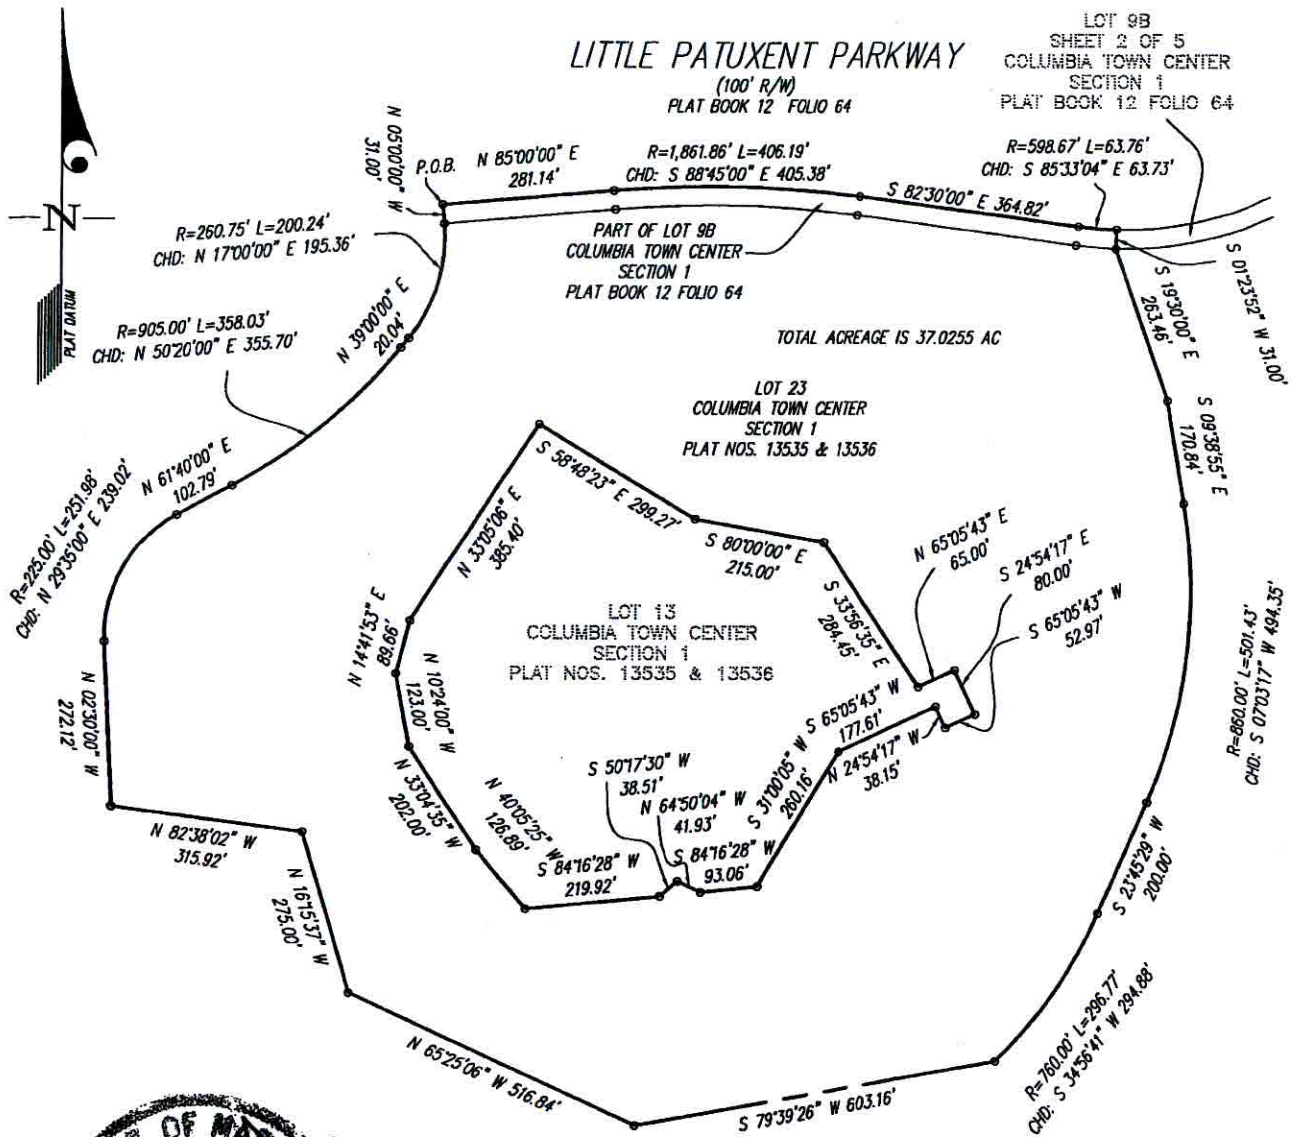 LITTLE PATUXENT PARKWAY
(100' R/W)
PLAT BOOK 12 FOLIO 64
LOT 9B
SHEET 2 OF 5
COLUMBIA TOWN CENTER
SECTION 1
PLAT BOOK 12 FOLIO 64
N
PLAT DATUM
N 05°00'00" W
31.00'
P.O.B.
N 85°00'00" E
281.14'
R=1,861.86' L=406.19'
CHD: S 88°45'00" E 405.38'
R=598.67' L=63.76'
CHD: S 85°33'04" E 63.73'
S 82°30'00" E 364.82'
R=260.75' L=200.24'
CHD: N 17°00'00" E 195.36'
PART OF LOT 9B
COLUMBIA TOWN CENTER
SECTION 1
PLAT BOOK 12 FOLIO 64
S 01°23'52" W 31.00'
S 19°30'00" E
263.46'
R=905.00' L=358.03'
CHD: N 50°20'00" E 355.70'
N 39°00'00" E
20.04'
TOTAL ACREAGE IS 37.0255 AC
LOT 23
COLUMBIA TOWN CENTER
SECTION 1
PLAT NOS. 13535 & 13536
S 09°38'55" E
170.84'
N 61°40'00" E
102.79'
R=225.00' L=251.98'
CHD: N 29°35'00" E 239.02'
S 58°48'23" E 299.27'
N 33°05'06" E
385.40'
S 80°00'00" E
215.00'
N 65°05'43" E
65.00'
S 24°54'17" E
80.00'
S 65°05'43" W
52.97'
S 33°56'35" E
284.45'
LOT 13
COLUMBIA TOWN CENTER
SECTION 1
PLAT NOS. 13535 & 13536
N 14°41'53" E
89.66'
N 10°24'00" W
123.00'
R=860.00' L=501.43'
CHD: S 07°03'17" W 494.35'
N 02°30'00" W
272.12'
S 65°05'43" W
177.61'
N 24°54'17" W
38.15'
S 31°00'05" W
260.16'
S 50°17'30" W
38.51'
N 64°50'04" W
41.93'
S 84°16'28" W
93.06'
N 33°04'35" W
202.00'
N 40°05'25" W
126.89'
S 84°16'28" W
219.92'
N 82°38'02" W
315.92'
N 16°15'37" W
275.00'
S 23°45'29" W
200.00'
N 65°25'06" W 516.84'
S 79°39'26" W 603.16'
R=760.00' L=296.77'
CHD: S 34°56'41" W 294.88'
OF